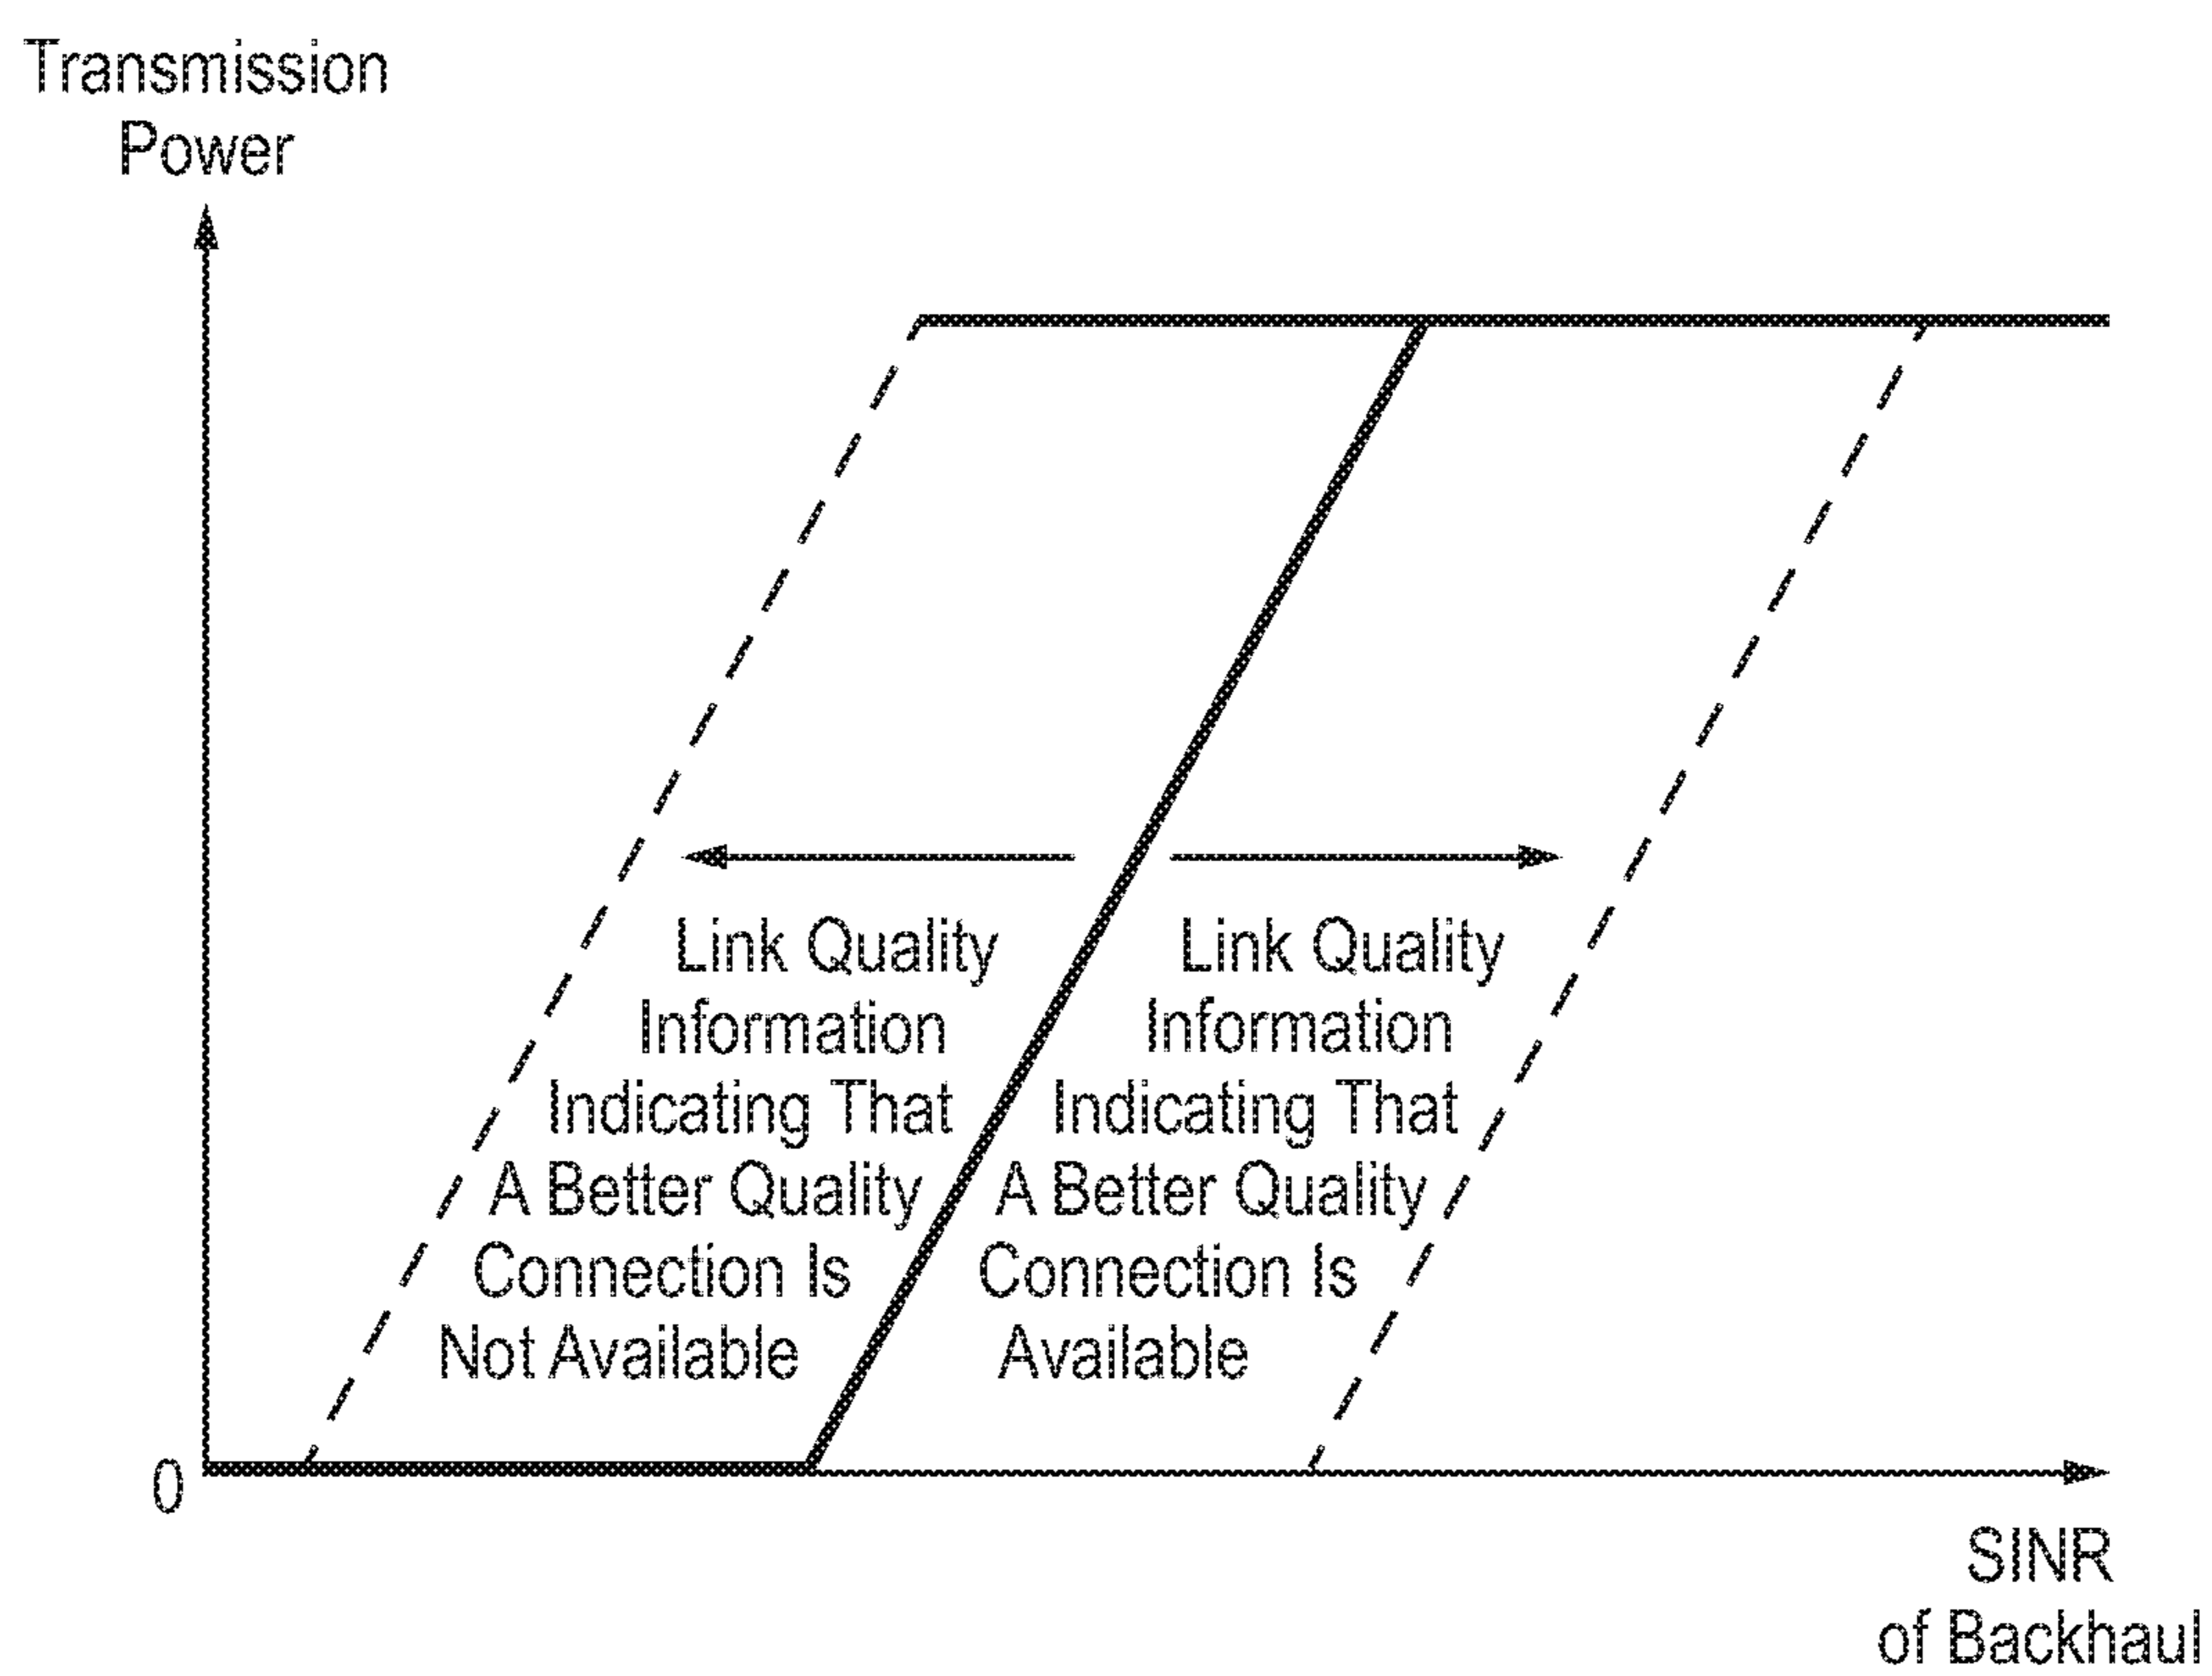 Transmission
Power
Link Quality
Information
Indicating That
A Better Quality
Connection Is
Not Available
Link Quality
Information
Indicating That
A Better Quality
Connection Is
Available
0
SINR
of Backhaul